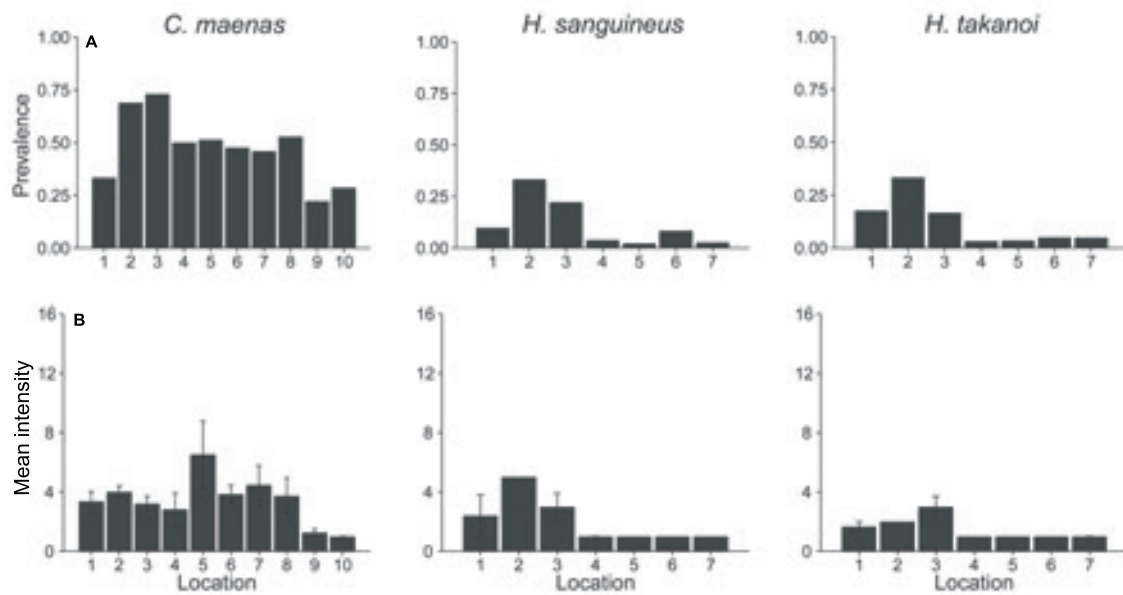 C. maenas H. sanguineus H. takanoi
A
Prevalence
1.00 0.75 0.50 0.25 0.00
1 2 3 4 5 6 7 8 9 10
1.00 0.75 0.50 0.25 0.00
1 2 3 4 5 6 7
1.00 0.75 0.50 0.25 0.00
1 2 3 4 5 6 7
B
Mean intensity
16 12 8 4 0
1 2 3 4 5 6 7 8 9 10
Location
16 12 8 4 0
1 2 3 4 5 6 7
Location
16 12 8 4 0
1 2 3 4 5 6 7
Location